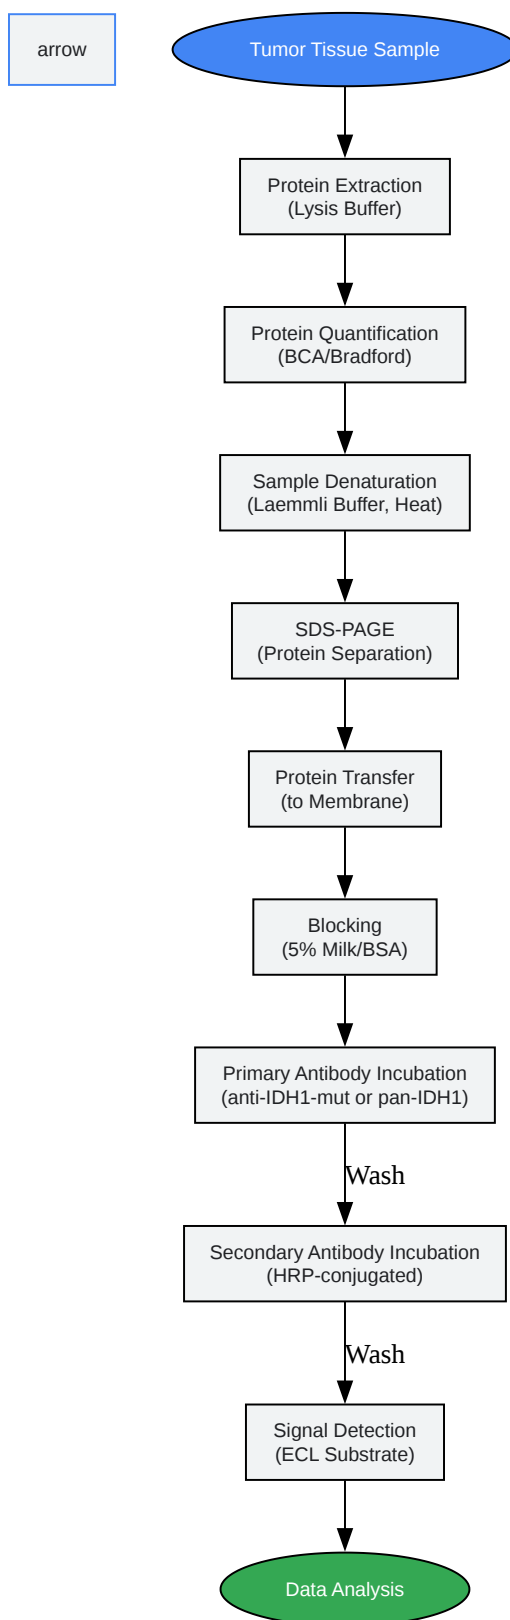 arrow
Tumor Tissue Sample
Protein Extraction
(Lysis Buffer)
Protein Quantification
(BCA/Bradford)
Sample Denaturation
(Laemmli Buffer, Heat)
SDS-PAGE
(Protein Separation)
Protein Transfer
(to Membrane)
Blocking
(5% Milk/BSA)
Primary Antibody Incubation
(anti-IDH1-mut or pan-IDH1)
Wash
Secondary Antibody Incubation
(HRP-conjugated)
Wash
Signal Detection
(ECL Substrate)
Data Analysis